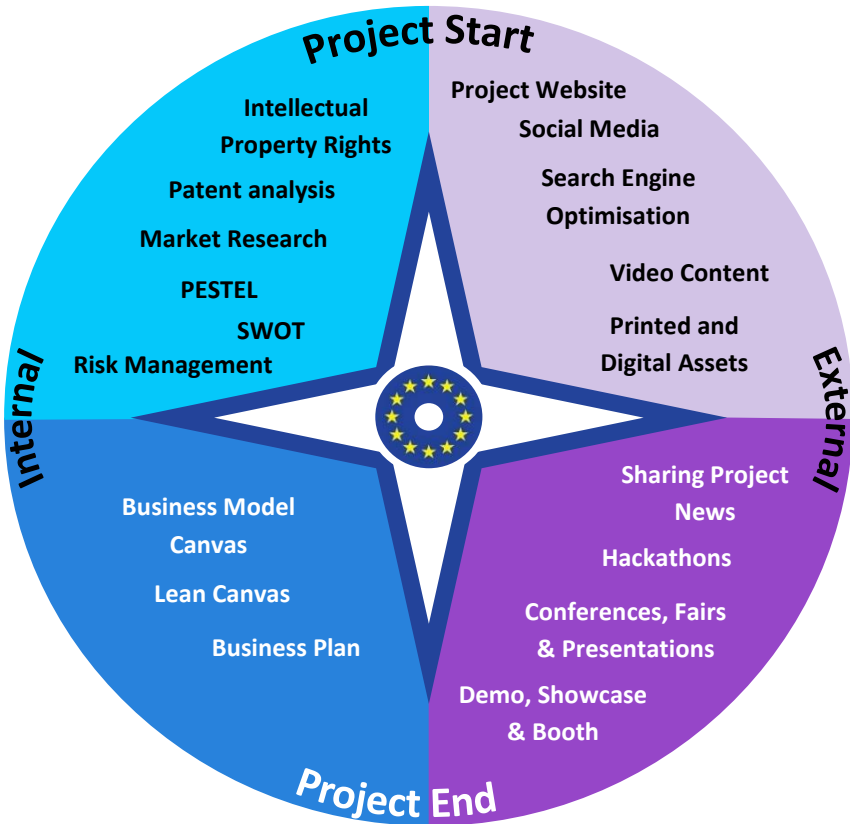 Project Start
Intellectual
Property Rights
Patent analysis
Market Research
PESTEL
SWOT
Risk Management
Project Website
Social Media
Search Engine
Optimisation
Video Content
Printed and
Digital Assets
Internal
External
Business Model
Canvas
Lean Canvas
Business Plan
Sharing Project
News
Hackathons
Conferences, Fairs
& Presentations
Demo, Showcase
& Booth
Project End